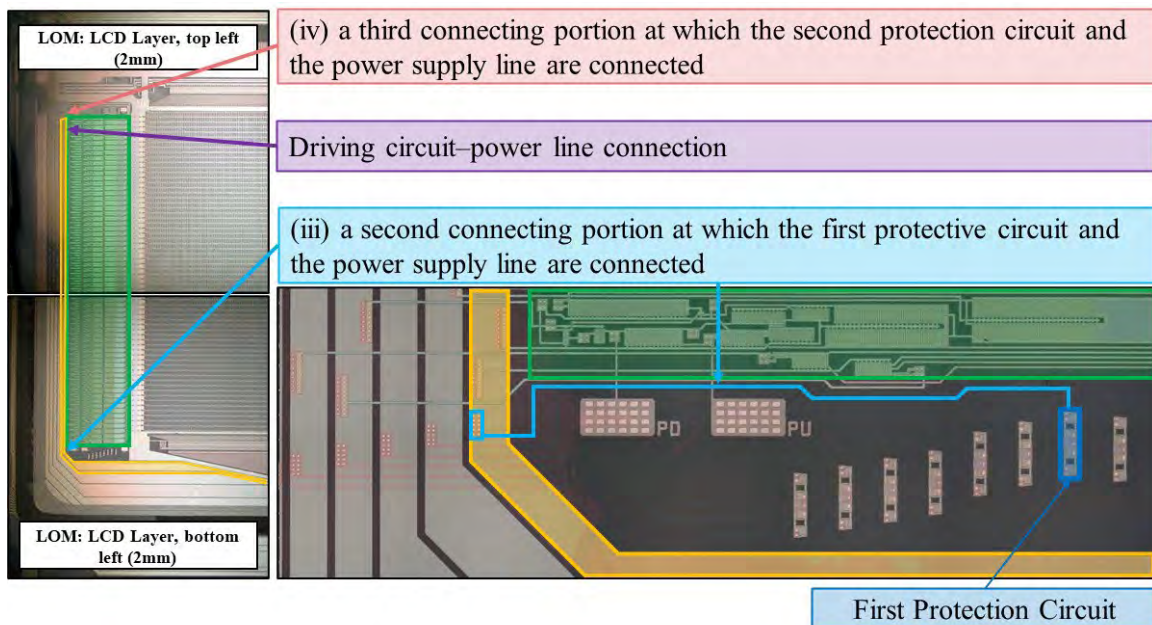 LOM: LCD Layer, top left
(2mm)
(iv) a third connecting portion at which the second protection circuit and
the power supply line are connected
Driving circuit–power line connection
(iii) a second connecting portion at which the first protective circuit and
the power supply line are connected
PD
PU
LOM: LCD Layer, bottom
left (2mm)
First Protection Circuit